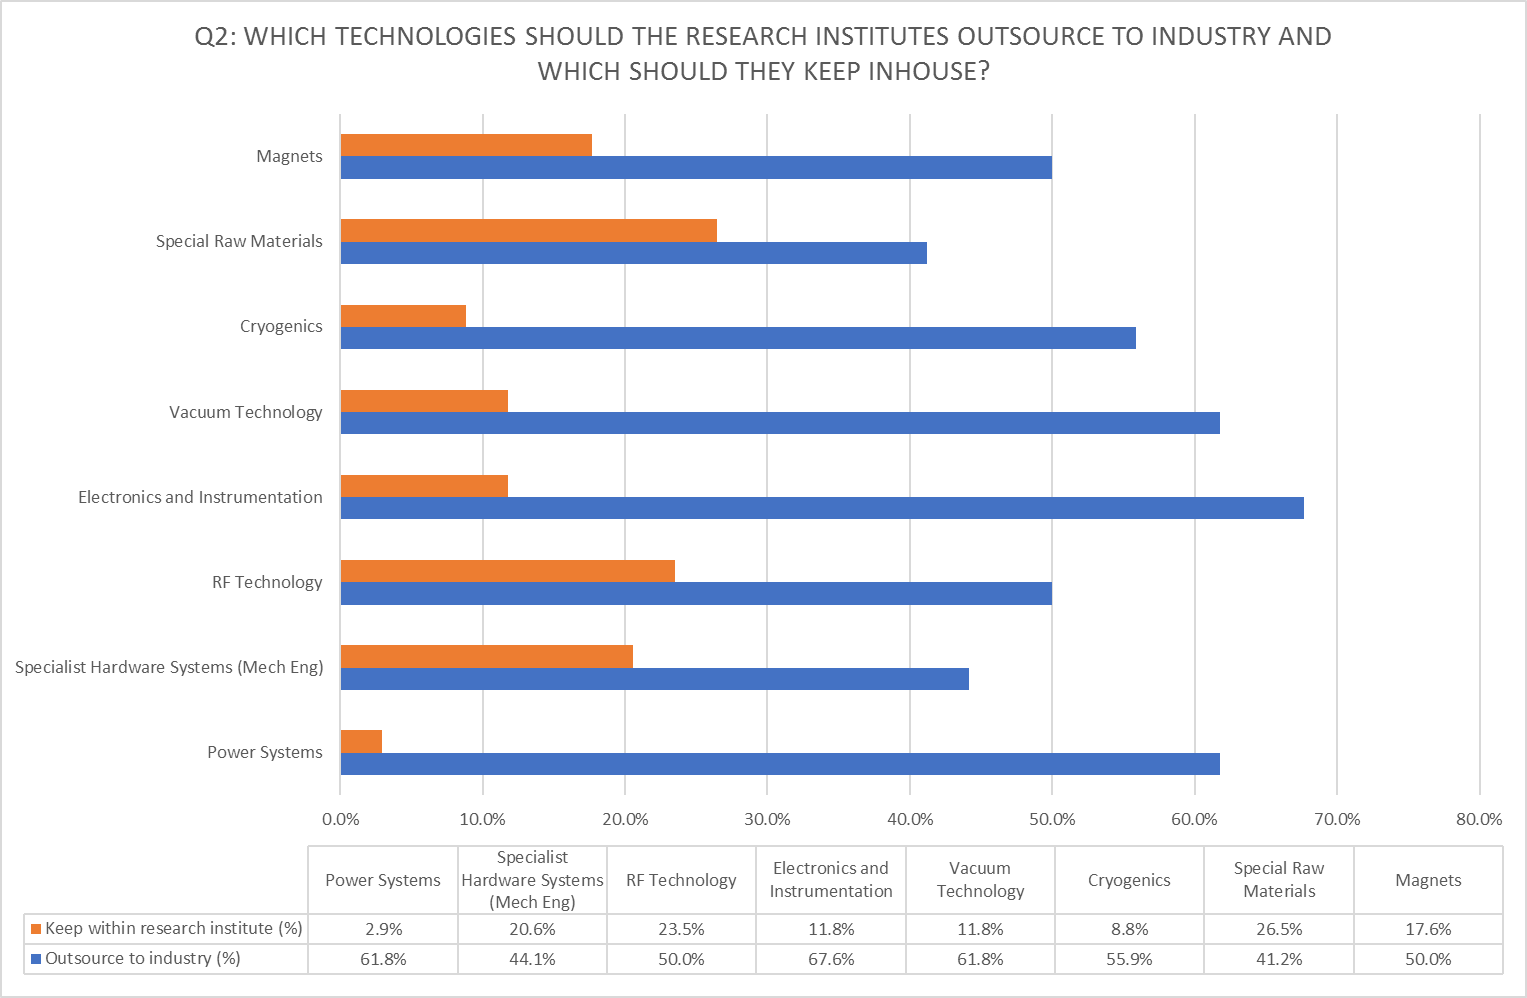 Q2: WHICH TECHNOLOGIES SHOULD THE RESEARCH INSTITUTES OUTSOURCE TO INDUSTRY AND
WHICH SHOULD THEY KEEP INHOUSE?
Magnets
Special Raw Materials
Cryogenics
Vacuum Technology
Electronics and Instrumentation
RF Technology
Specialist Hardware Systems (Mech Eng)
Power Systems
0.0% 10.0% 20.0% 30.0% 40.0% 50.0% 60.0% 70.0% 80.0%
Power Systems
Specialist
Hardware Systems
(Mech Eng)
RF Technology
Electronics and
Instrumentation
Vacuum
Technology
Cryogenics
Special Raw
Materials
Magnets
Keep within research institute (%) 2.9% 20.6% 23.5% 11.8% 11.8% 8.8% 26.5% 17.6%
Outsource to industry (%) 61.8% 44.1% 50.0% 67.6% 61.8% 55.9% 41.2% 50.0%